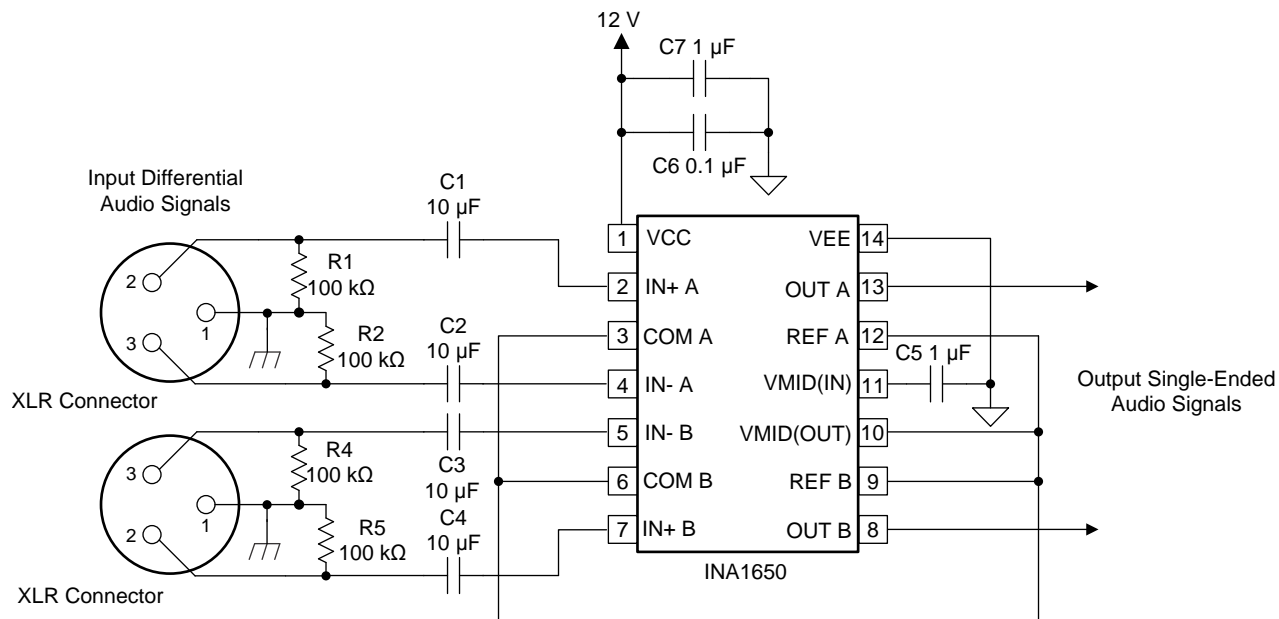 12 V
C7 1 µF
C6 0.1 µF
Input Differential
Audio Signals
C1
10 µF
2
3
1
R1
100 kΩ
R2
100 kΩ
C2
10 µF
XLR Connector
3
2
1
R4
100 kΩ
R5
100 kΩ
C3
10 µF
C4
10 µF
XLR Connector
1 VCC VEE 14
2 IN+ A OUT A 13
3 COM A REF A 12
4 IN- A VMID(IN) 11
5 IN- B VMID(OUT) 10
6 COM B REF B 9
7 IN+ B OUT B 8
INA1650
C5 1 µF
Output Single-Ended
Audio Signals